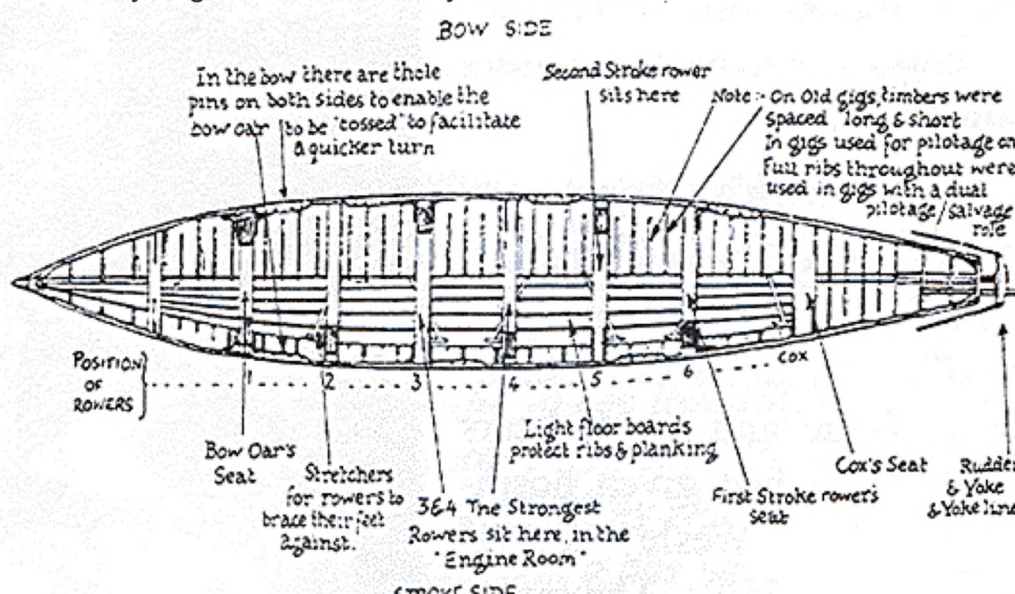 BOW SIDE
In the bow there are thole
pins on both sides to enable the
bow oar to be "cossed" to facilitate
a quicker turn
Second Stroke rower
sits here
Note:- On Old gigs, timbers were
spaced long & short
In gigs used for pilotage on
Full ribs throughout were
used in gigs with a dual
pilotage/salvage
role
POSITION
OF
ROWERS
1 2 3 4 5 6 COX
Bow Oar's
Seat
Stretchers
for rowers to
brace their feet
against.
3&4 The Strongest
Rowers sit here, in the
"Engine Room"
Light floor boards
protect ribs & planking
First Stroke rower's
seat
Cox's Seat
Rudder
& Yoke
& Yoke line
STROKE SIDE